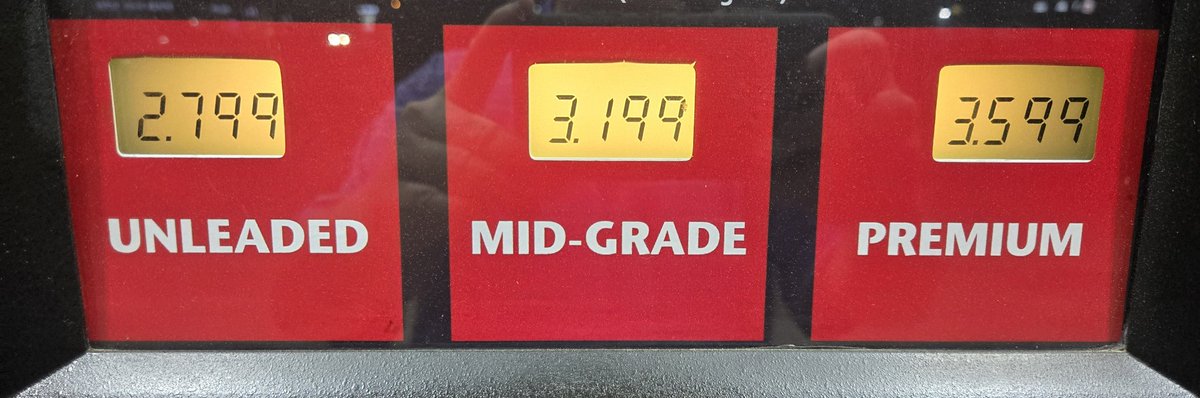 2.799 3.199 3.599
UNLEADED MID-GRADE PREMIUM